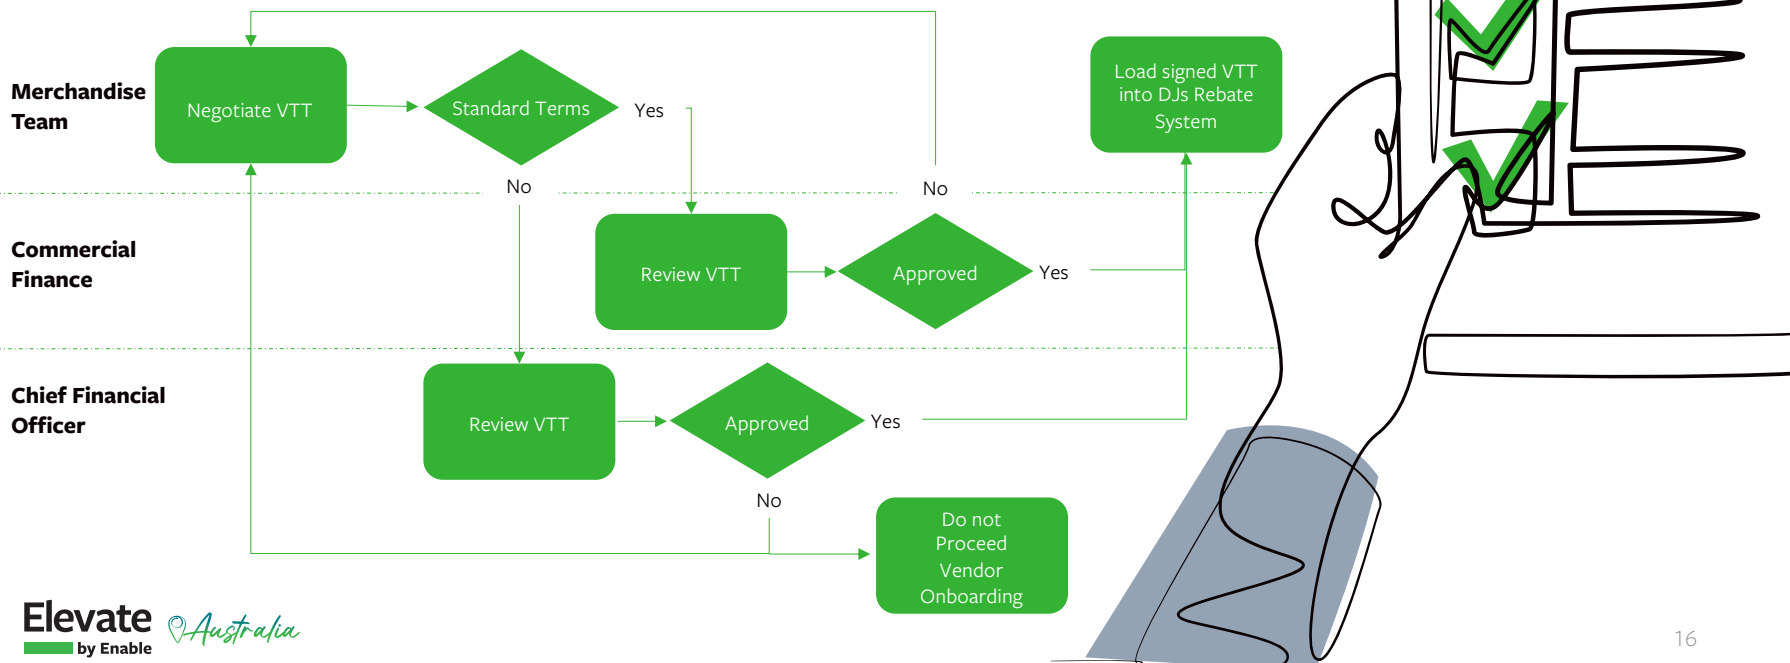 Merchandise
Team
Negotiate VTT
Standard Terms
Yes
No
Load signed VTT
into DJs Rebate
System
Commercial
Finance
Review VTT
Approved
Yes
No
Chief Financial
Officer
Review VTT
Approved
Yes
No
Do not
Proceed
Vendor
Onboarding
Elevate
by Enable
Australia
16